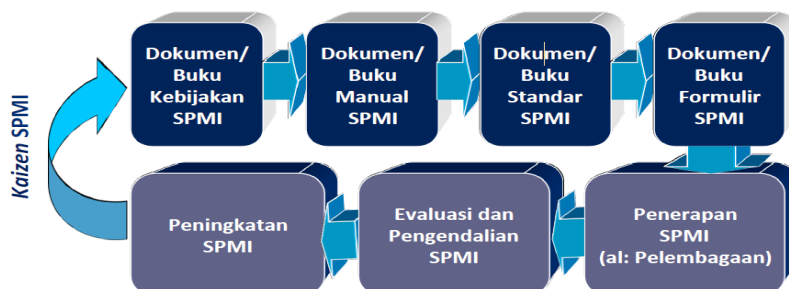 Kaizen SPMI
Dokumen/
Buku
Kebijakan
SPMI
Dokumen/
Buku
Manual
SPMI
Dokumen/
Buku
Standar
SPMI
Dokumen/
Buku
Formulir
SPMI
Penerapan
SPMI
(al: Pelembagaan)
Evaluasi dan
Pengendalian
SPMI
Peningkatan
SPMI